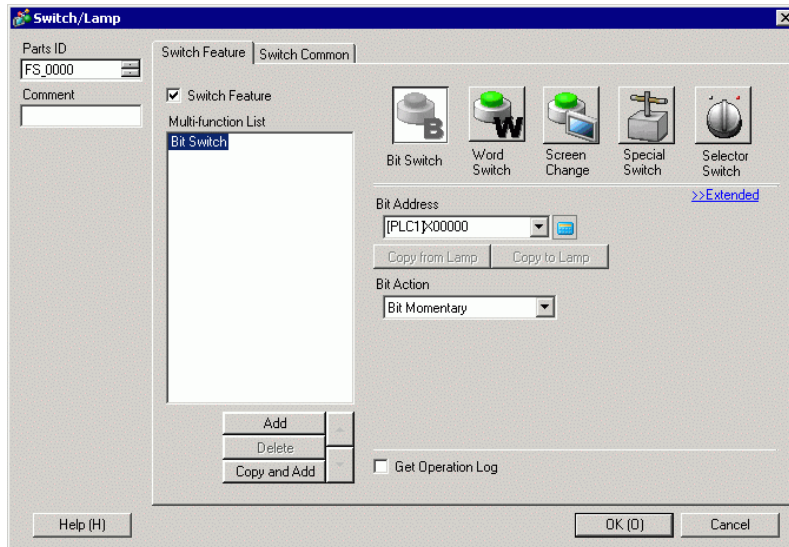 Switch/Lamp
Parts ID
FS_0000
Comment
Switch Feature
Switch Common
Switch Feature
Multi-function List
Bit Switch
Add
Delete
Copy and Add
B
Bit Switch
W
Word
Switch
Screen
Change
Special
Switch
Selector
Switch
>>Extended
Bit Address
[PLC1]X00000
Copy from Lamp
Copy to Lamp
Bit Action
Bit Momentary
Get Operation Log
Help (H)
OK (O)
Cancel